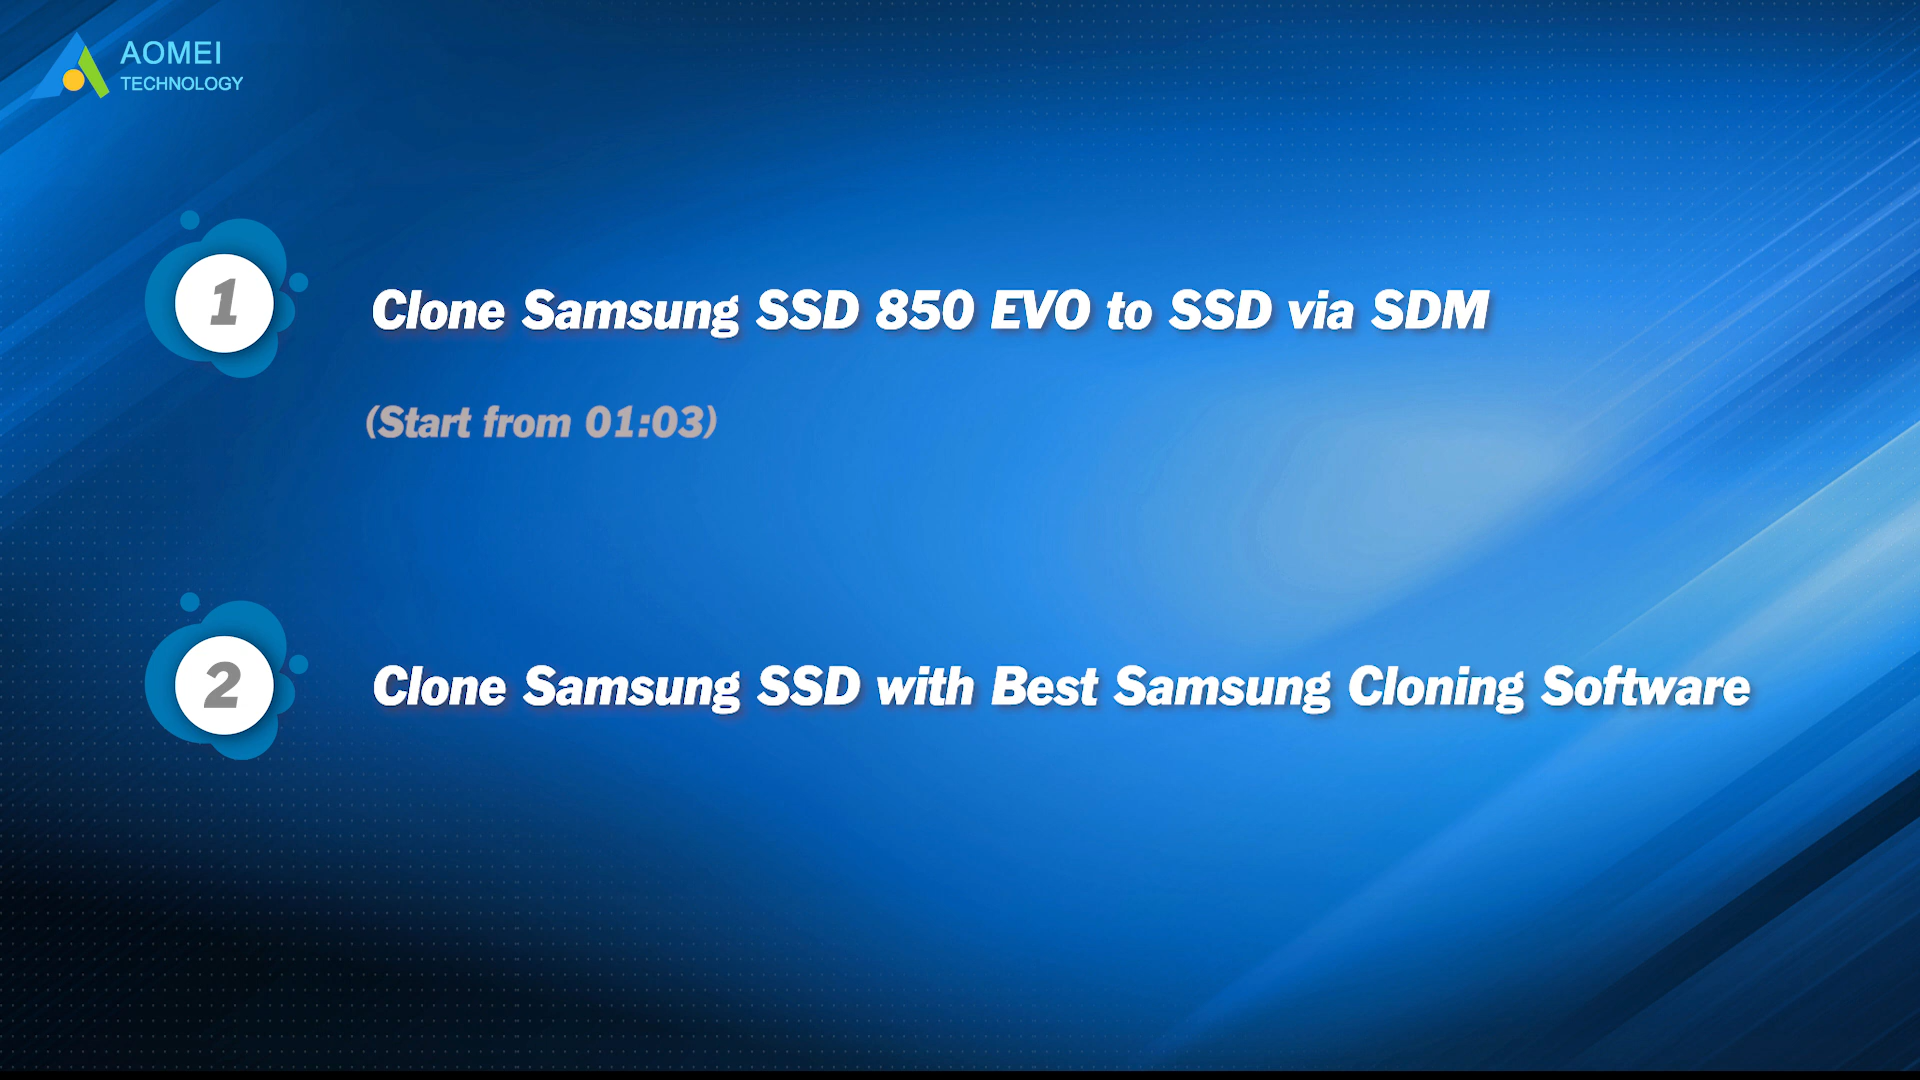 AOMEI
TECHNOLOGY
1
Clone Samsung SSD 850 EVO to SSD via SDM
(Start from 01:03)
2
Clone Samsung SSD with Best Samsung Cloning Software